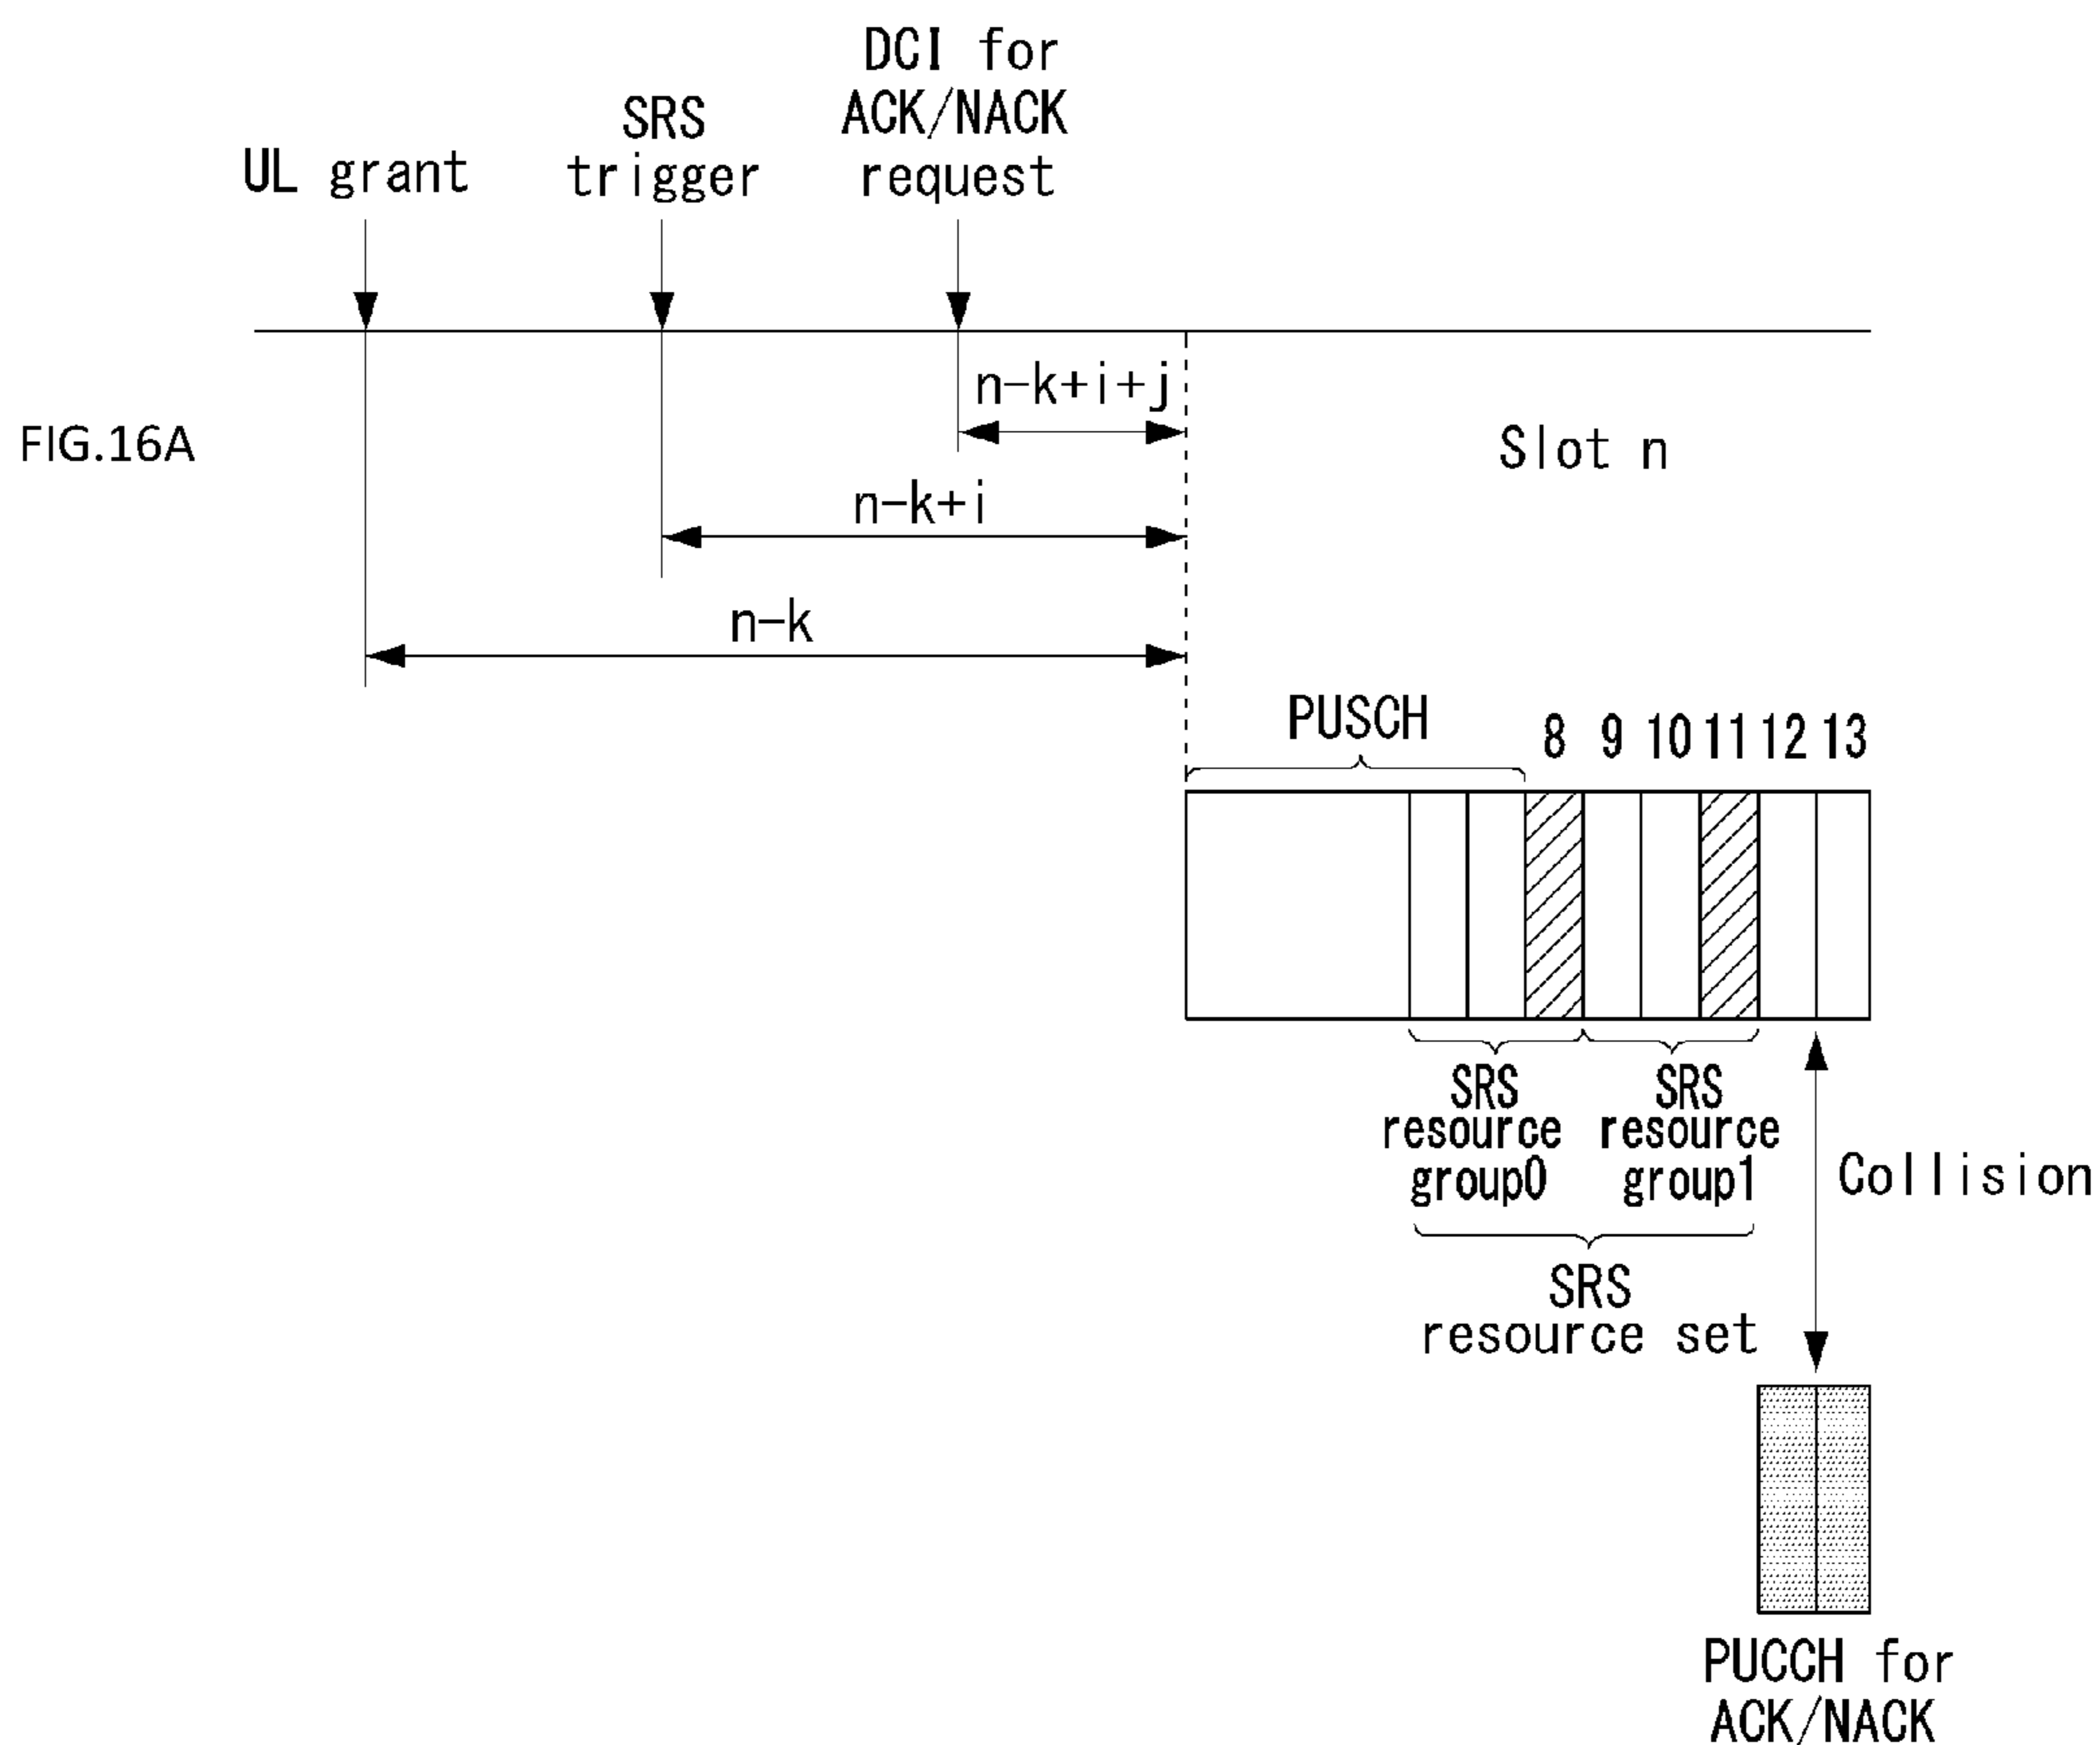 DCI for
ACK/NACK
request
SRS
trigger
UL grant
n-k+i+j
FIG.16A
Slot n
n-k+i
n-k
PUSCH
8 9 10 11 12 13
SRS
resource
group0
SRS
resource
group1
Collision
SRS
resource set
PUCCH for
ACK/NACK